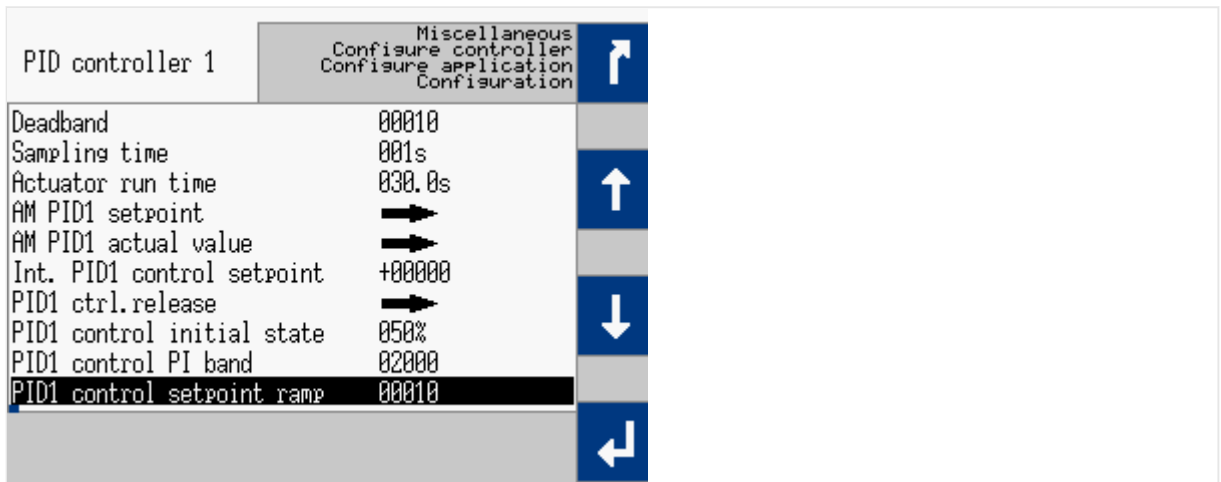 PID controller 1
Miscellaneous
Configure controller
Configure application
Configuration
Deadband 00010
Sampling time 001s
Actuator run time 030.0s
AM PID1 setpoint
AM PID1 actual value
Int. PID1 control setpoint +00000
PID1 ctrl.release
PID1 control initial state 050%
PID1 control PI band 02000
PID1 control setpoint ramp 00010